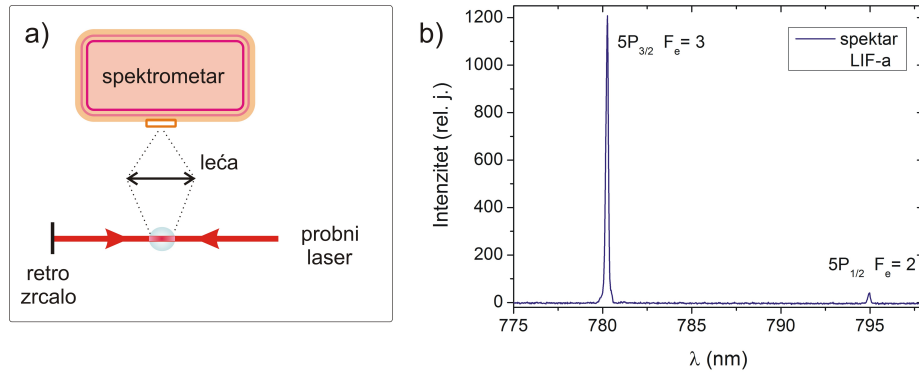 a)
spektrometar
leća
probni
laser
retro
zrcalo
b)
Intenzitet (rel. j.)
1200
1000
800
600
400
200
0
5P3/2 Fe = 3
spektar
LIF-a
5P1/2 Fe = 2
775 780 785 790 795
λ (nm)